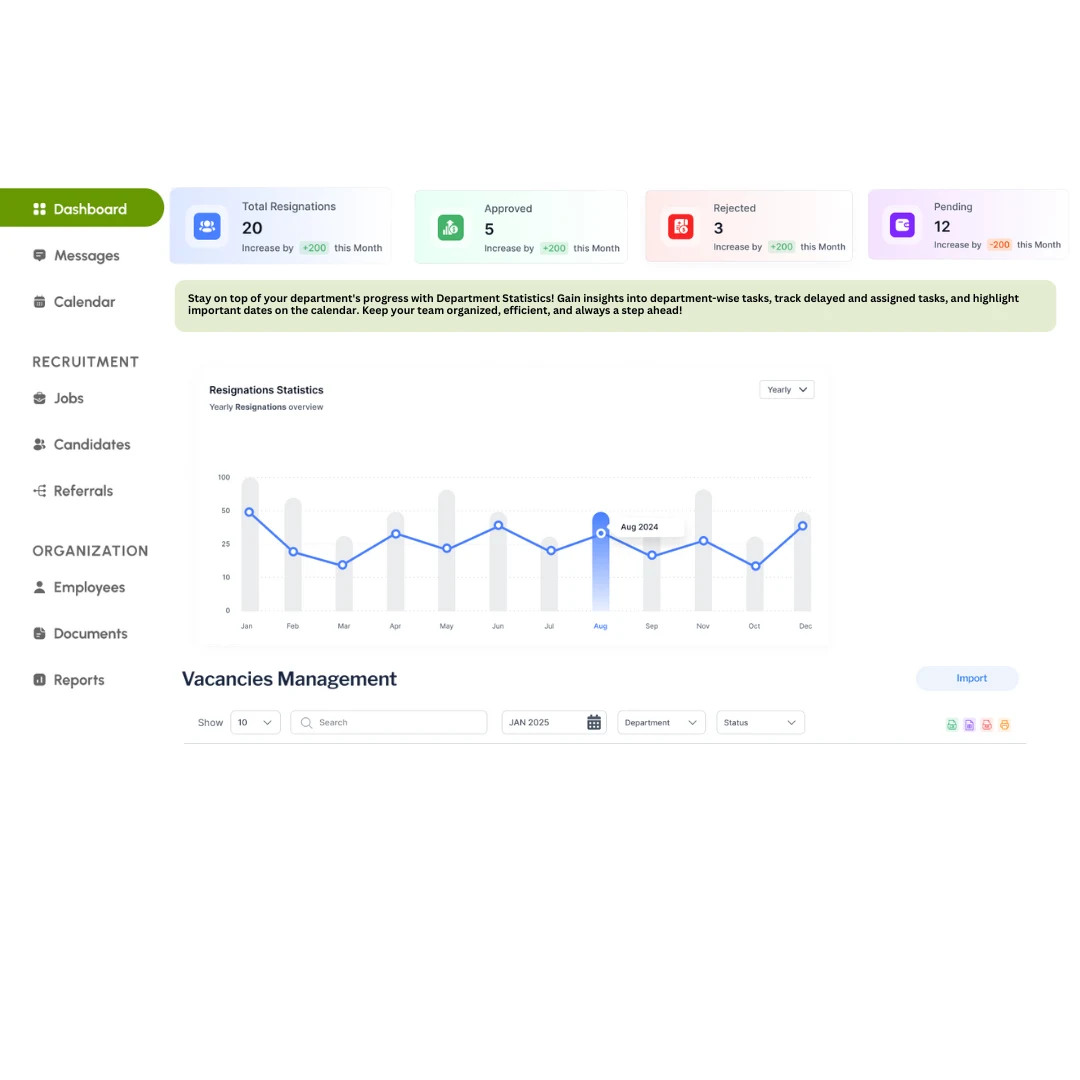 Dashboard
Messages
Calendar
RECRUITMENT
Jobs
Candidates
Referrals
ORGANIZATION
Employees
Documents
Reports
Total Resignations
20
Increase by +200 this Month
Approved
5
Increase by +200 this Month
Rejected
3
Increase by +200 this Month
Pending
12
Increase by -200 this Month
Stay on top of your department's progress with Department Statistics! Gain insights into department-wise tasks, track delayed and assigned tasks, and highlight
important dates on the calendar. Keep your team organized, efficient, and always a step ahead!
Resignations Statistics
Yearly
Yearly Resignations overview
100
50
25
10
0
Aug 2024
Jan Feb Mar Apr May Jun Jul Aug Sep Nov Oct Dec
Vacancies Management
Import
Show 10 Search JAN 2025 Department Status